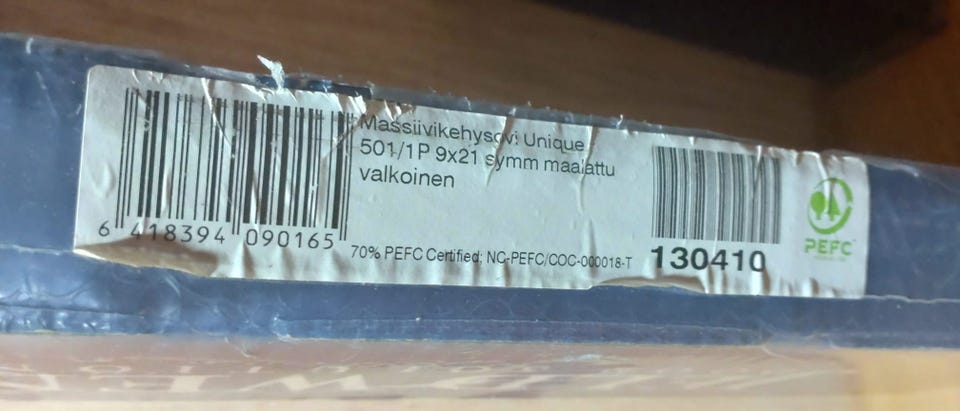 Massiivikehysovi Unique
501/1P 9x21 symm maalattu
valkoinen
6 418394 090165
70% PEFC Certified: NC-PEFC/COC-000018-T
130410
PEFC